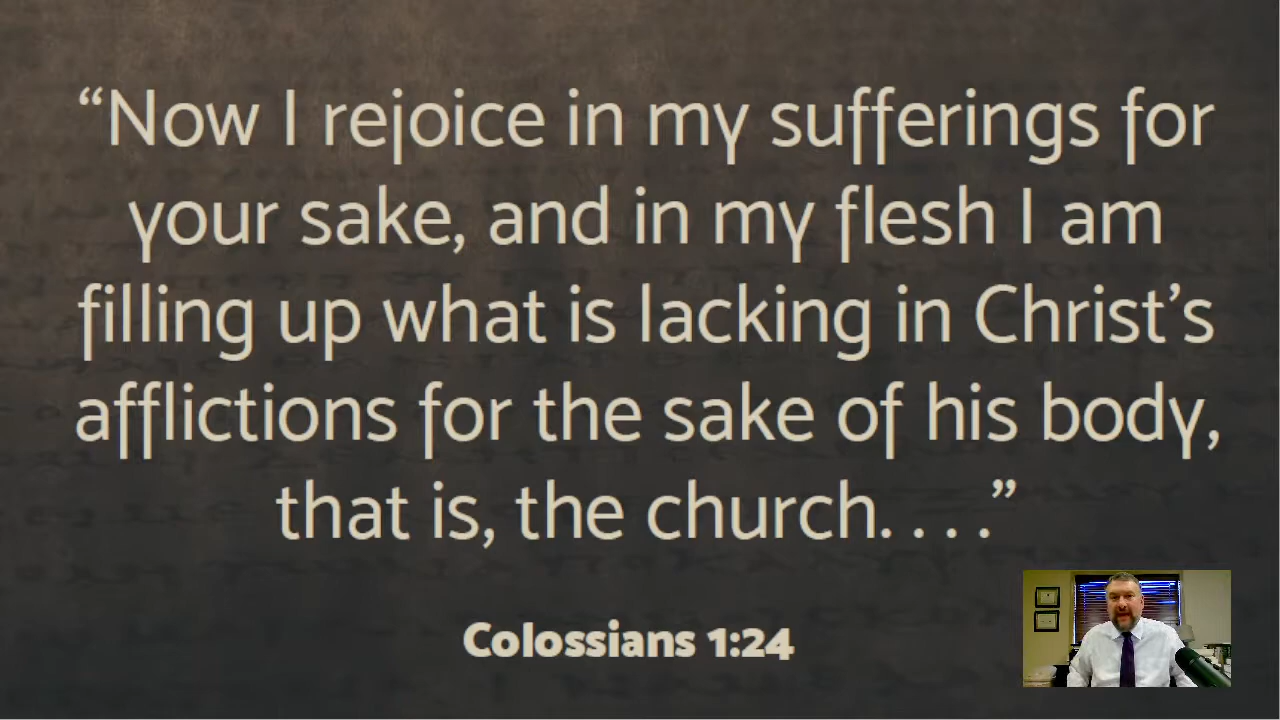 “Now I rejoice in my sufferings for
your sake, and in my flesh I am
filling up what is lacking in Christ’s
afflictions for the sake of his body,
that is, the church. . . .”
Colossians 1:24